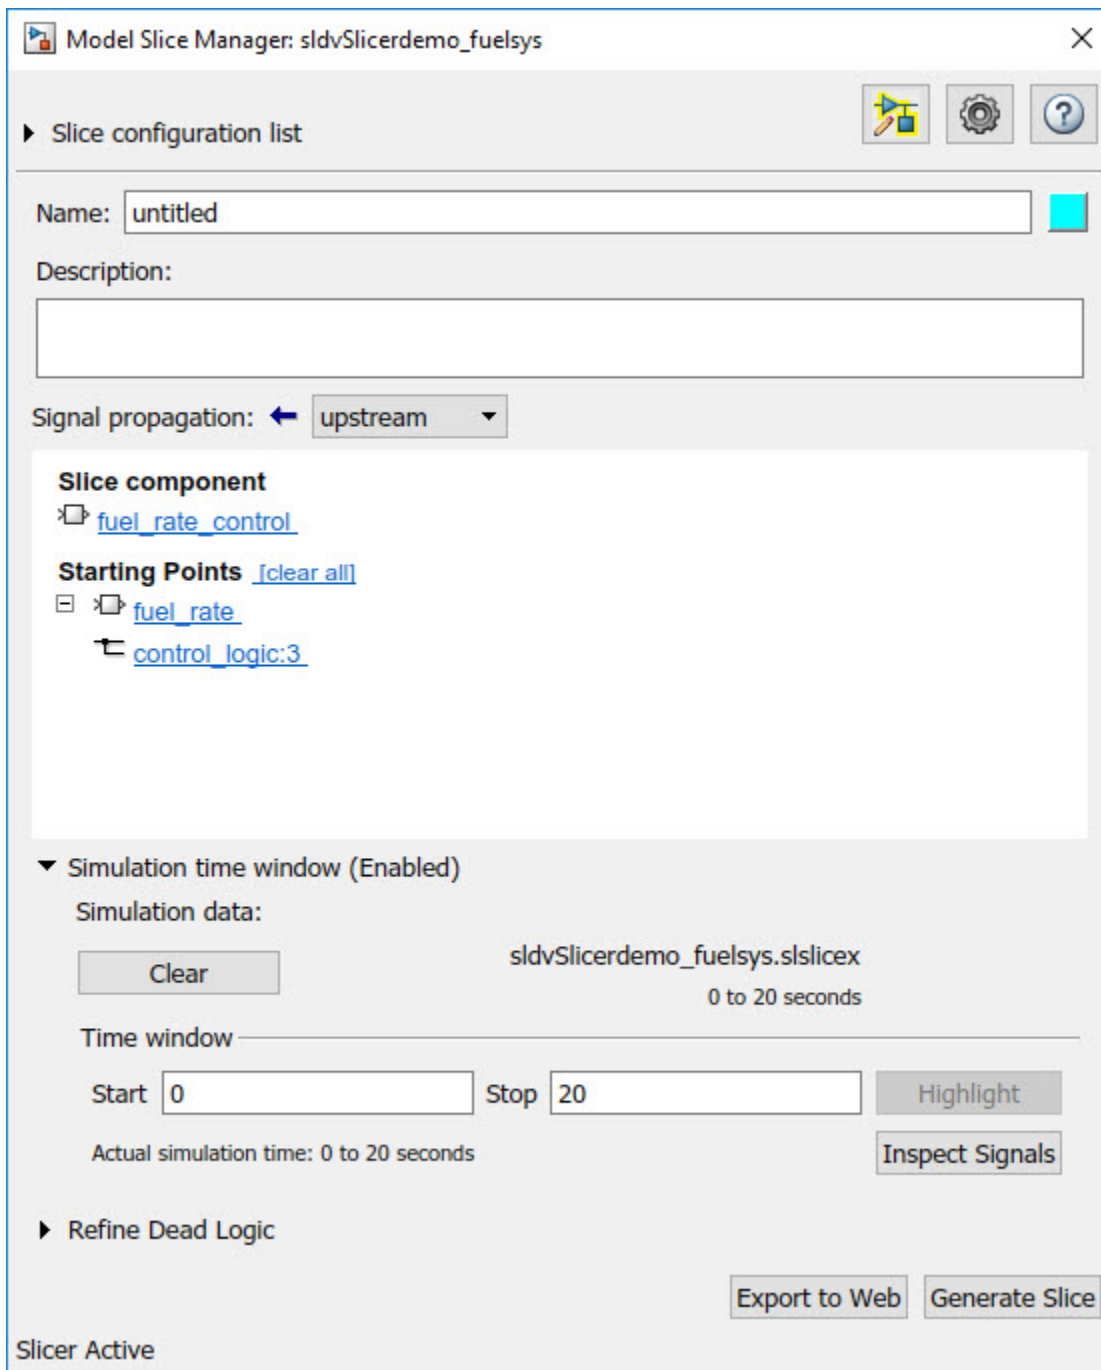 Model Slice Manager: sldvSlicerdemo_fuelsys
Slice configuration list
Name: untitled
Description:
Signal propagation: upstream
Slice component
fuel_rate_control
Starting Points [clear all]
fuel_rate
control_logic:3
Simulation time window (Enabled)
Simulation data:
Clear sldvSlicerdemo_fuelsys.slslicex
0 to 20 seconds
Time window
Start 0 Stop 20 Highlight
Actual simulation time: 0 to 20 seconds Inspect Signals
Refine Dead Logic
Export to Web Generate Slice
Slicer Active